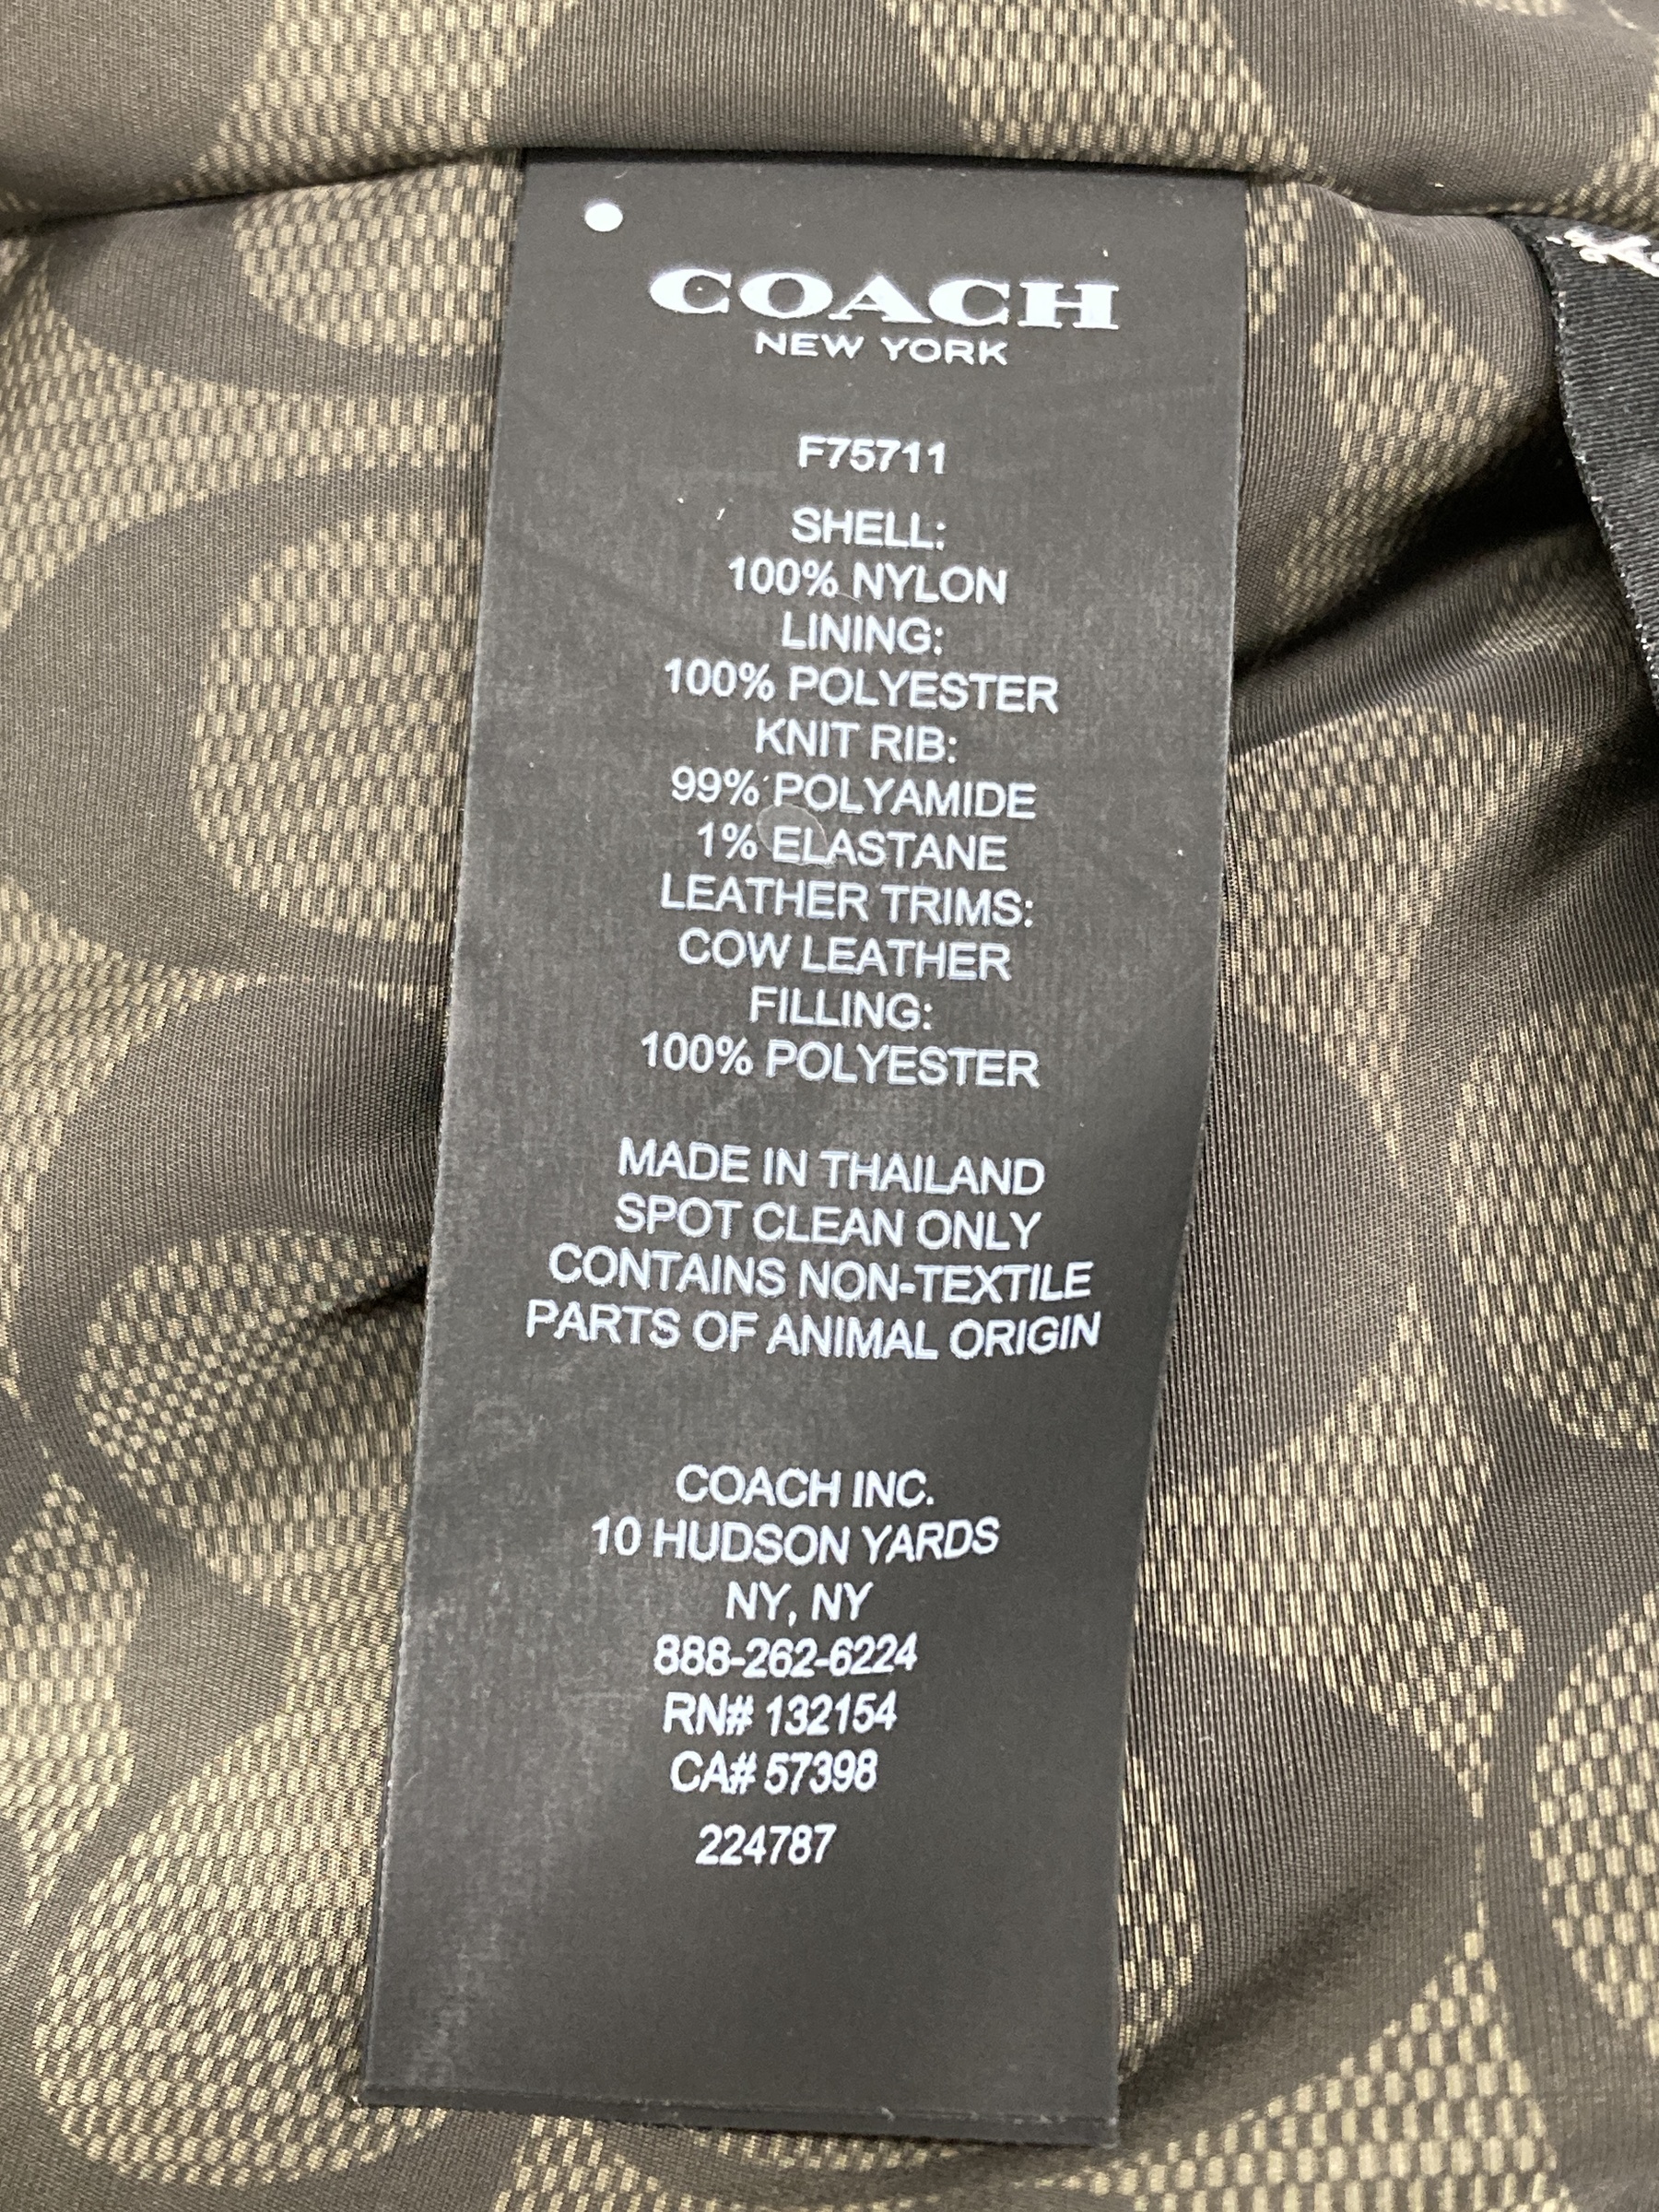 COACH
NEW YORK
F75711
SHELL:
100% NYLON
LINING:
100% POLYESTER
KNIT RIB:
99% POLYAMIDE
1% ELASTANE
LEATHER TRIMS:
COW LEATHER
FILLING:
100% POLYESTER
MADE IN THAILAND
SPOT CLEAN ONLY
CONTAINS NON-TEXTILE
PARTS OF ANIMAL ORIGIN
COACH INC.
10 HUDSON YARDS
NY, NY
888-262-6224
RN# 132154
CA# 57398
224787